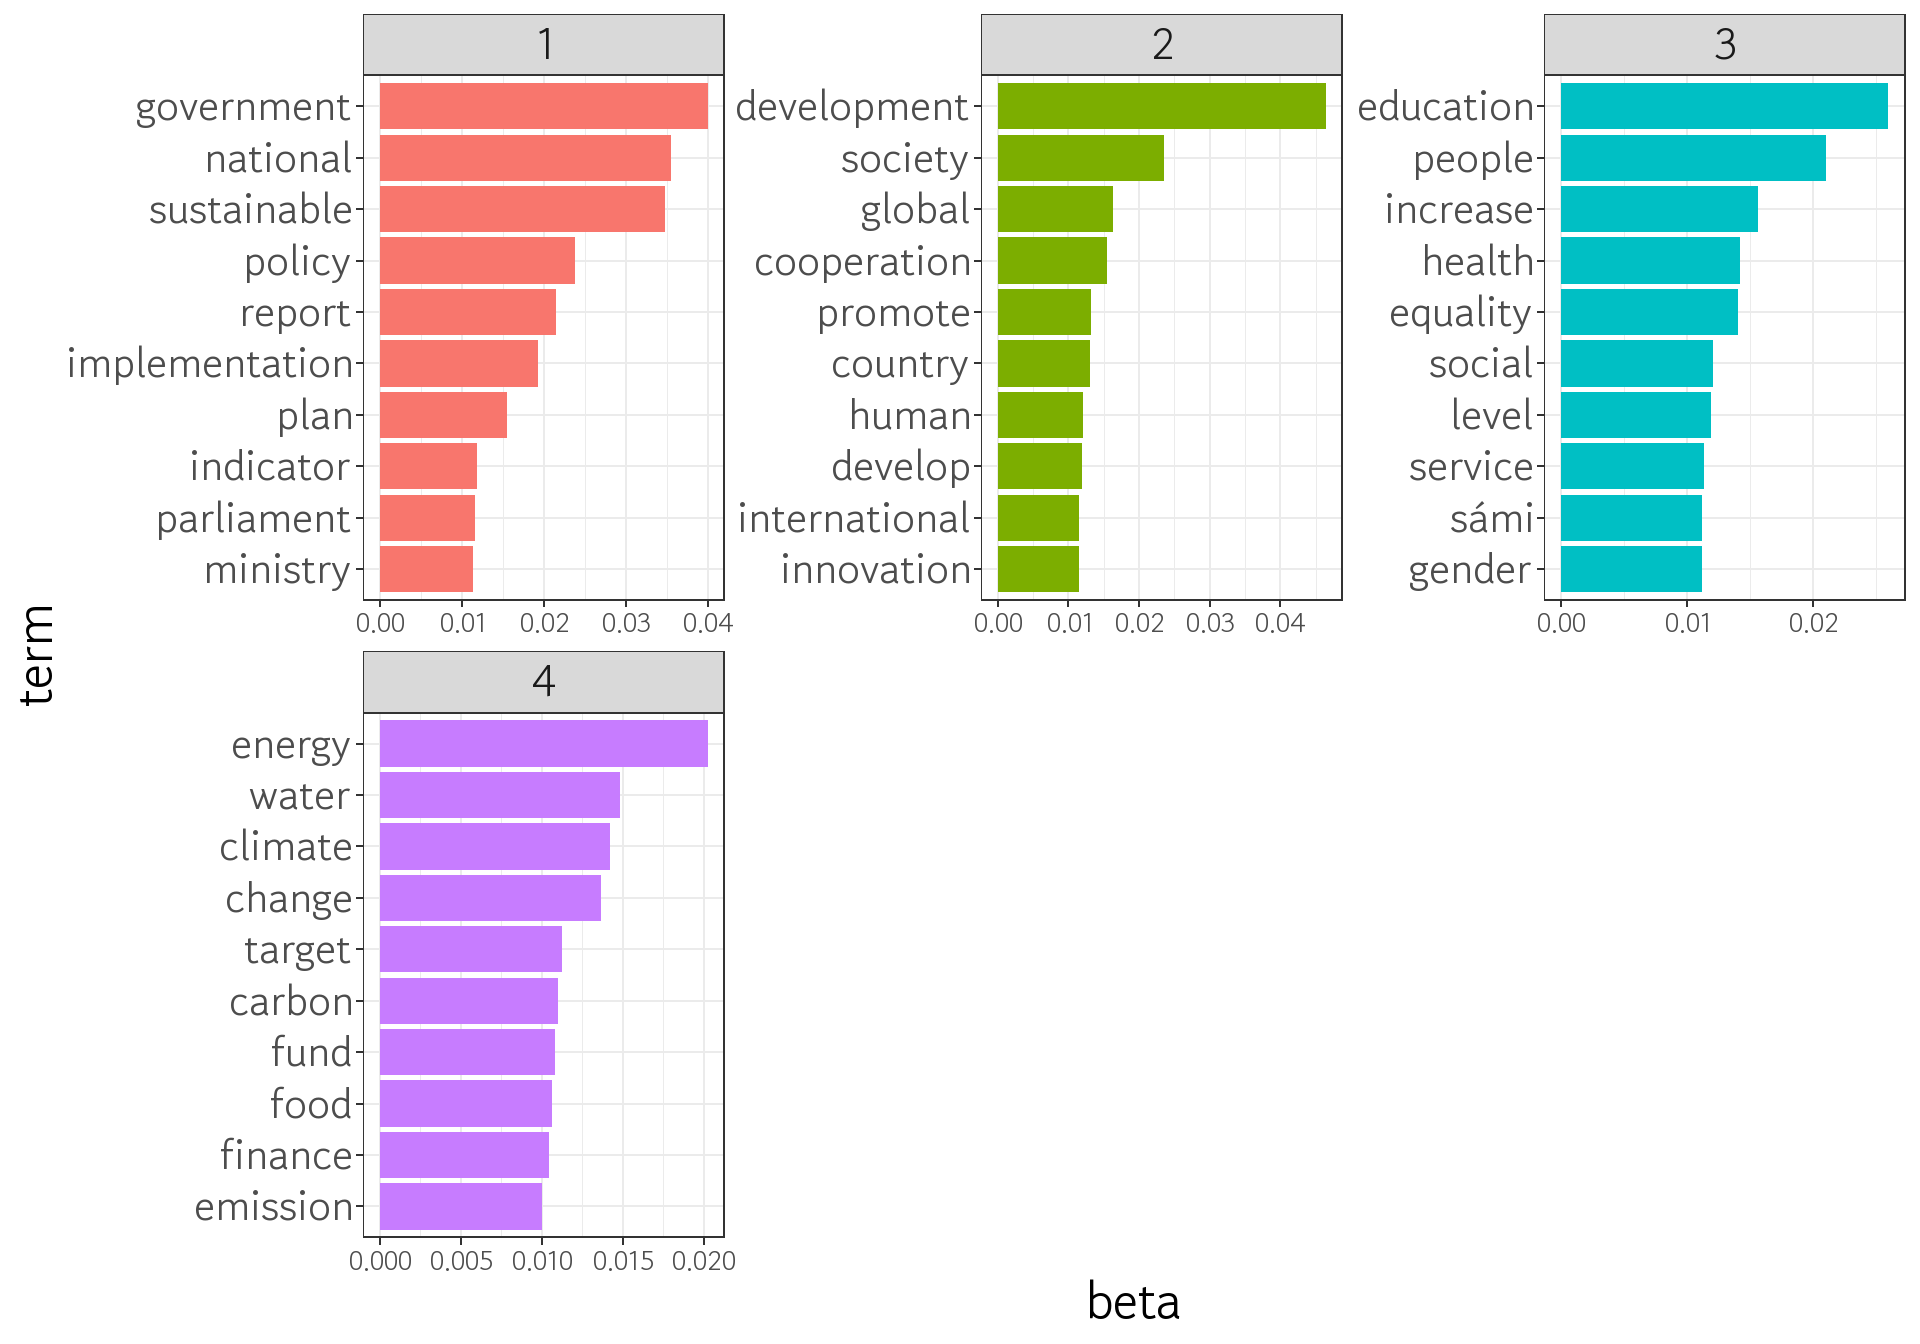 1
government
national
sustainable
policy
report
implementation
plan
indicator
parliament
ministry
0.00 0.01 0.02 0.03 0.04
2
development
society
global
cooperation
promote
country
human
develop
international
innovation
0.00 0.01 0.02 0.03 0.04
3
education
people
increase
health
equality
social
level
service
sámi
gender
0.00 0.01 0.02
4
energy
water
climate
change
target
carbon
fund
food
finance
emission
0.000 0.005 0.010 0.015 0.020
term
beta